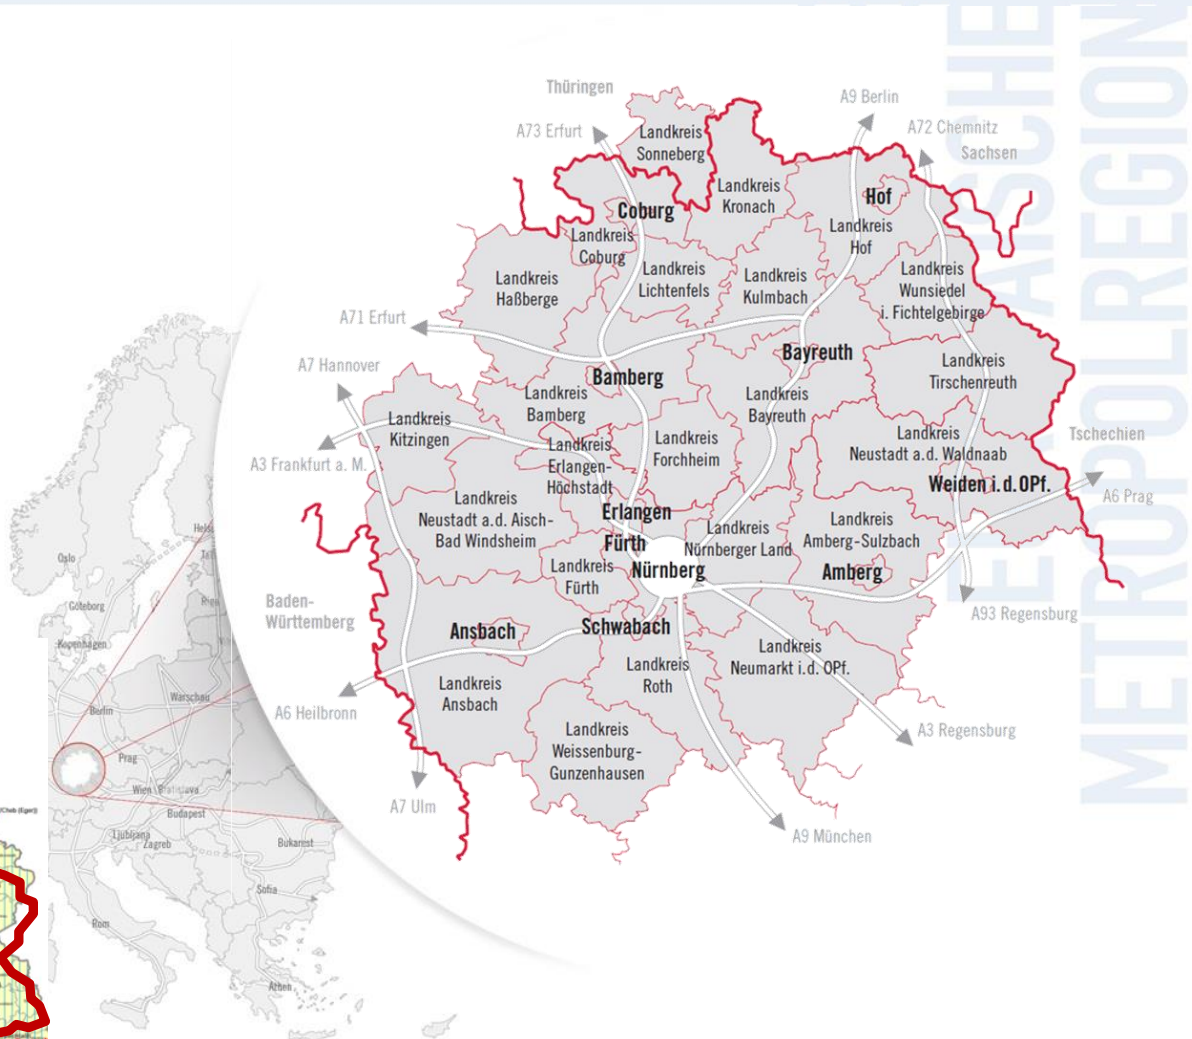 EUROPÄISCHE
METROPOLREGION
Thüringen
A9 Berlin
A73 Erfurt
A72 Chemnitz
Sachsen
Landkreis
Sonneberg
Landkreis
Kronach
Hof
Coburg
Landkreis
Hof
Landkreis
Coburg
Landkreis
Haßberge
Landkreis
Lichtenfels
Landkreis
Kulmbach
Landkreis
Wunsiedel
i. Fichtelgebirge
A71 Erfurt
A7 Hannover
Bayreuth
Landkreis
Tirschenreuth
Bamberg
Landkreis
Bamberg
Landkreis
Bayreuth
Landkreis
Kitzingen
A3 Frankfurt a. M.
Landkreis
Erlangen-
Höchstadt
Landkreis
Forchheim
Landkreis
Neustadt a.d. Waldnaab
Tschechien
Weiden i.d.OPf.
A6 Prag
Landkreis
Neustadt a.d. Aisch-
Bad Windsheim
Erlangen
Fürth
Nürnberg
Landkreis
Nürnberger Land
Landkreis
Amberg-Sulzbach
Amberg
Landkreis
Fürth
A93 Regensburg
Baden-
Württemberg
Ansbach
Schwabach
Landkreis
Neumarkt i.d. OPf.
Landkreis
Roth
Landkreis
Ansbach
A6 Heilbronn
A3 Regensburg
Landkreis
Weissenburg-
Gunzenhausen
A7 Ulm
A9 München
Oslo
Göteborg
Kopenhagen
Warschau
Berlin
Prag
Wien
Bratislava
Budapest
Ljubljana
Zagreb
Bukarest
Sofia
Rom
Athen